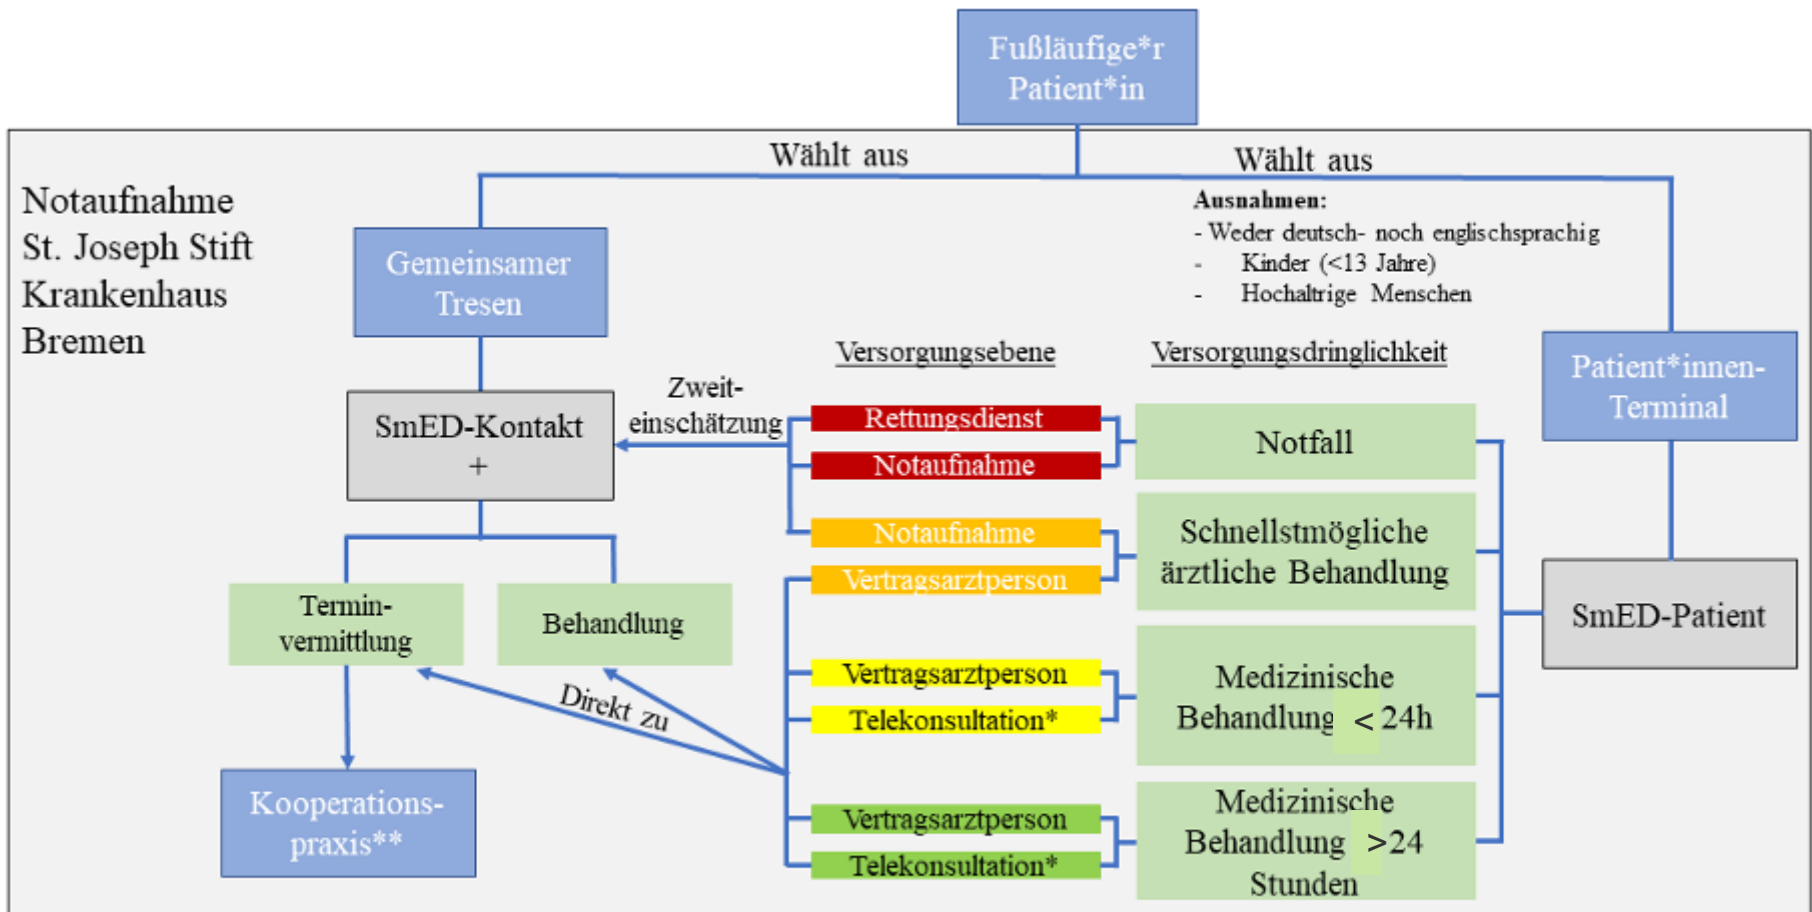 Fußläufige*r
Patient*in
Wählt aus
Wählt aus
Notaufnahme
St. Joseph Stift
Krankenhaus
Bremen
Ausnahmen:
- Weder deutsch- noch englischsprachig
- Kinder (<13 Jahre)
- Hochaltrige Menschen
Gemeinsamer
Tresen
Patient*innen-
Terminal
Versorgungsebene
Versorgungsdringlichkeit
Zweit-
einschätzung
SmED-Kontakt
+
Rettungsdienst
Notaufnahme
Notfall
Notaufnahme
Vertragsarztperson
Schnellstmögliche
ärztliche Behandlung
SmED-Patient
Termin-
vermittlung
Behandlung
Direkt zu
Vertragsarztperson
Telekonsultation*
Medizinische
Behandlung < 24h
Kooperations-
praxis**
Vertragsarztperson
Telekonsultation*
Medizinische
Behandlung >24
Stunden